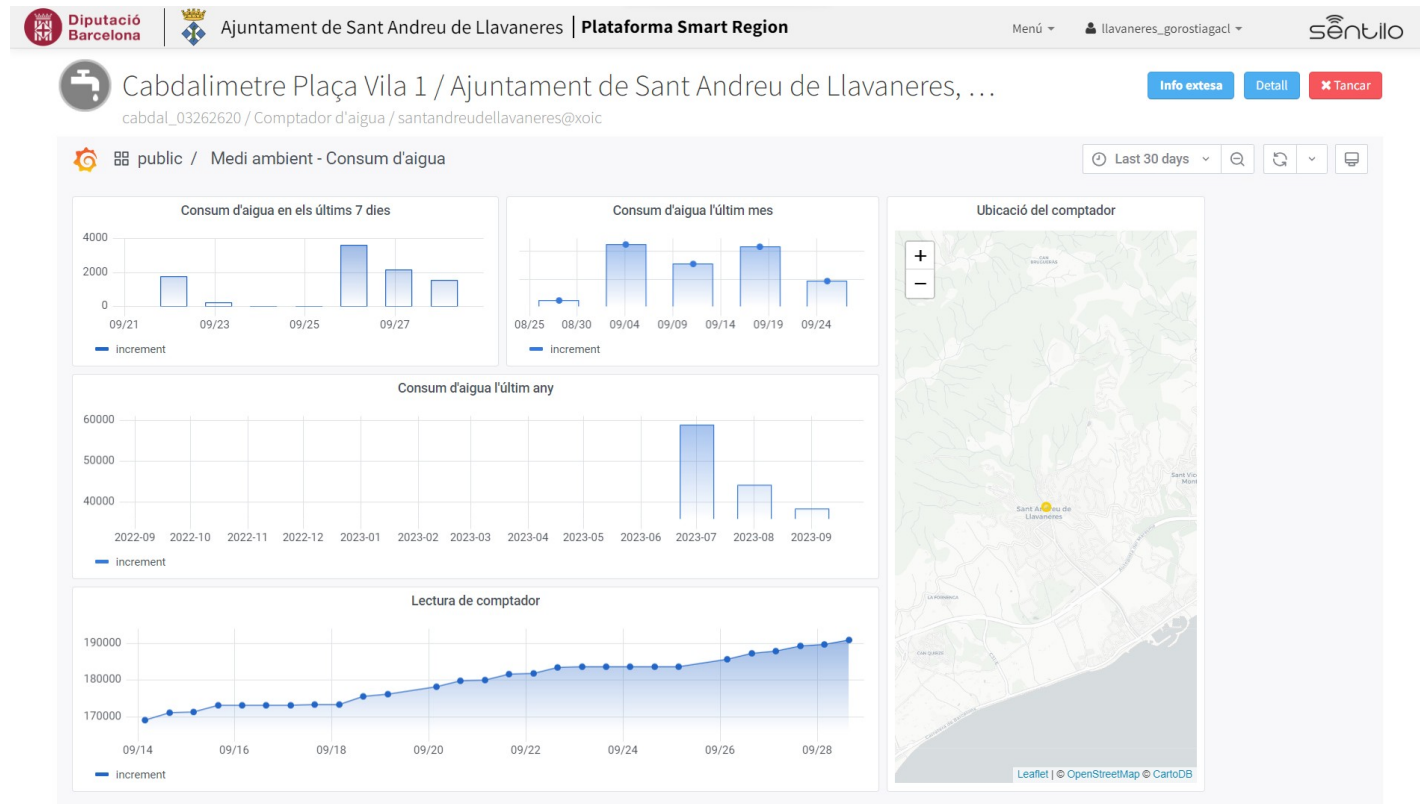 Diputació
Barcelona
Ajuntament de Sant Andreu de Llavaneres | Plataforma Smart Region
Menú
llavaneres_gorostiagacl
sentilo
Cabdalimetre Plaça Vila 1 / Ajuntament de Sant Andreu de Llavaneres, ...
Info extesa
Detall
✖ Tancar
cabdal_03262620 / Comptador d'aigua / santandreudellavaneres@xoic
public / Medi ambient - Consum d'aigua
Last 30 days
Consum d'aigua en els últims 7 dies
4000
2000
0
09/21 09/23 09/25 09/27
increment
Consum d'aigua l'últim mes
08/25 08/30 09/04 09/09 09/14 09/19 09/24
increment
Consum d'aigua l'últim any
60000
50000
40000
2022-09 2022-10 2022-11 2022-12 2023-01 2023-02 2023-03 2023-04 2023-05 2023-06 2023-07 2023-08 2023-09
increment
Lectura de comptador
190000
180000
170000
09/14 09/16 09/18 09/20 09/22 09/24 09/26 09/28
increment
Ubicació del comptador
+
−
CAN
Sant Vic
Mont
Sant Andreu de
Llavaneres
Leaflet | © OpenStreetMap © CartoDB